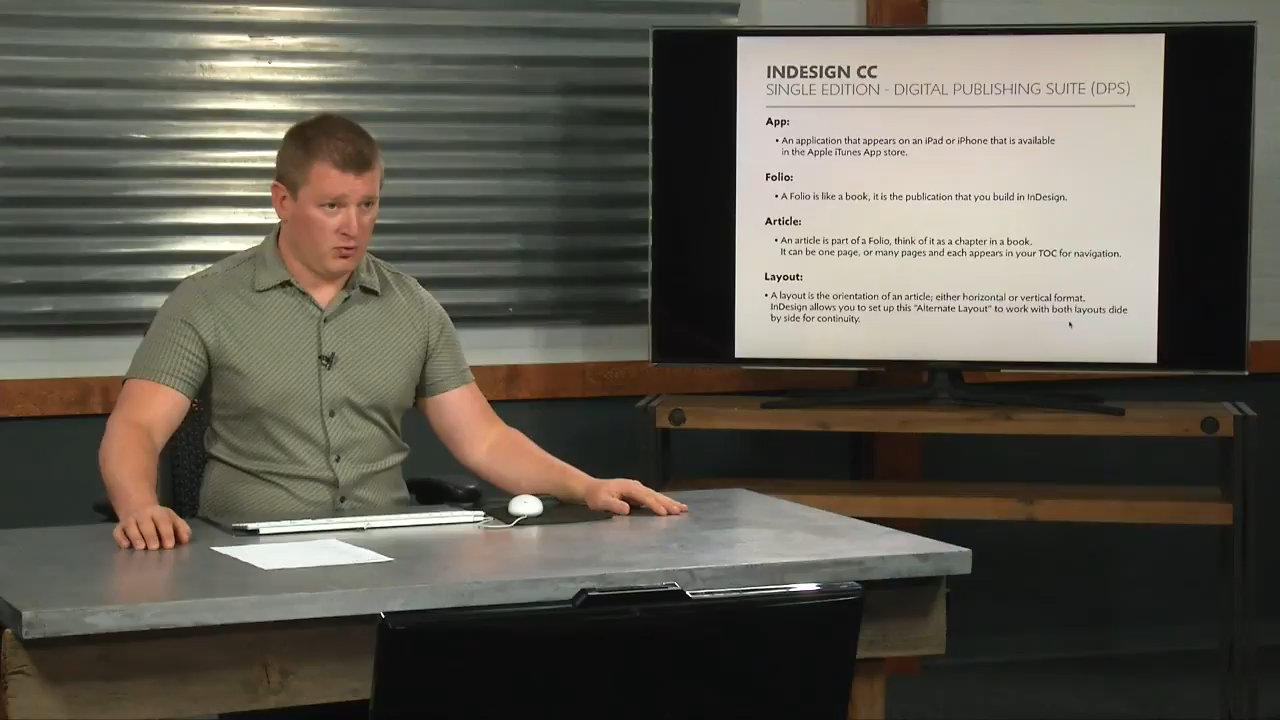 INDESIGN CC
SINGLE EDITION - DIGITAL PUBLISHING SUITE (DPS)
App:
• An application that appears on an iPad or iPhone that is available
in the Apple iTunes App store.
Folio:
• A Folio is like a book, it is the publication that you build in InDesign.
Article:
• An article is part of a Folio, think of it as a chapter in a book.
It can be one page, or many pages and each appears in your TOC for navigation.
Layout:
• A layout is the orientation of an article; either horizontal or vertical format.
InDesign allows you to set up this "Alternate Layout" to work with both layouts dide
by side for continuity.